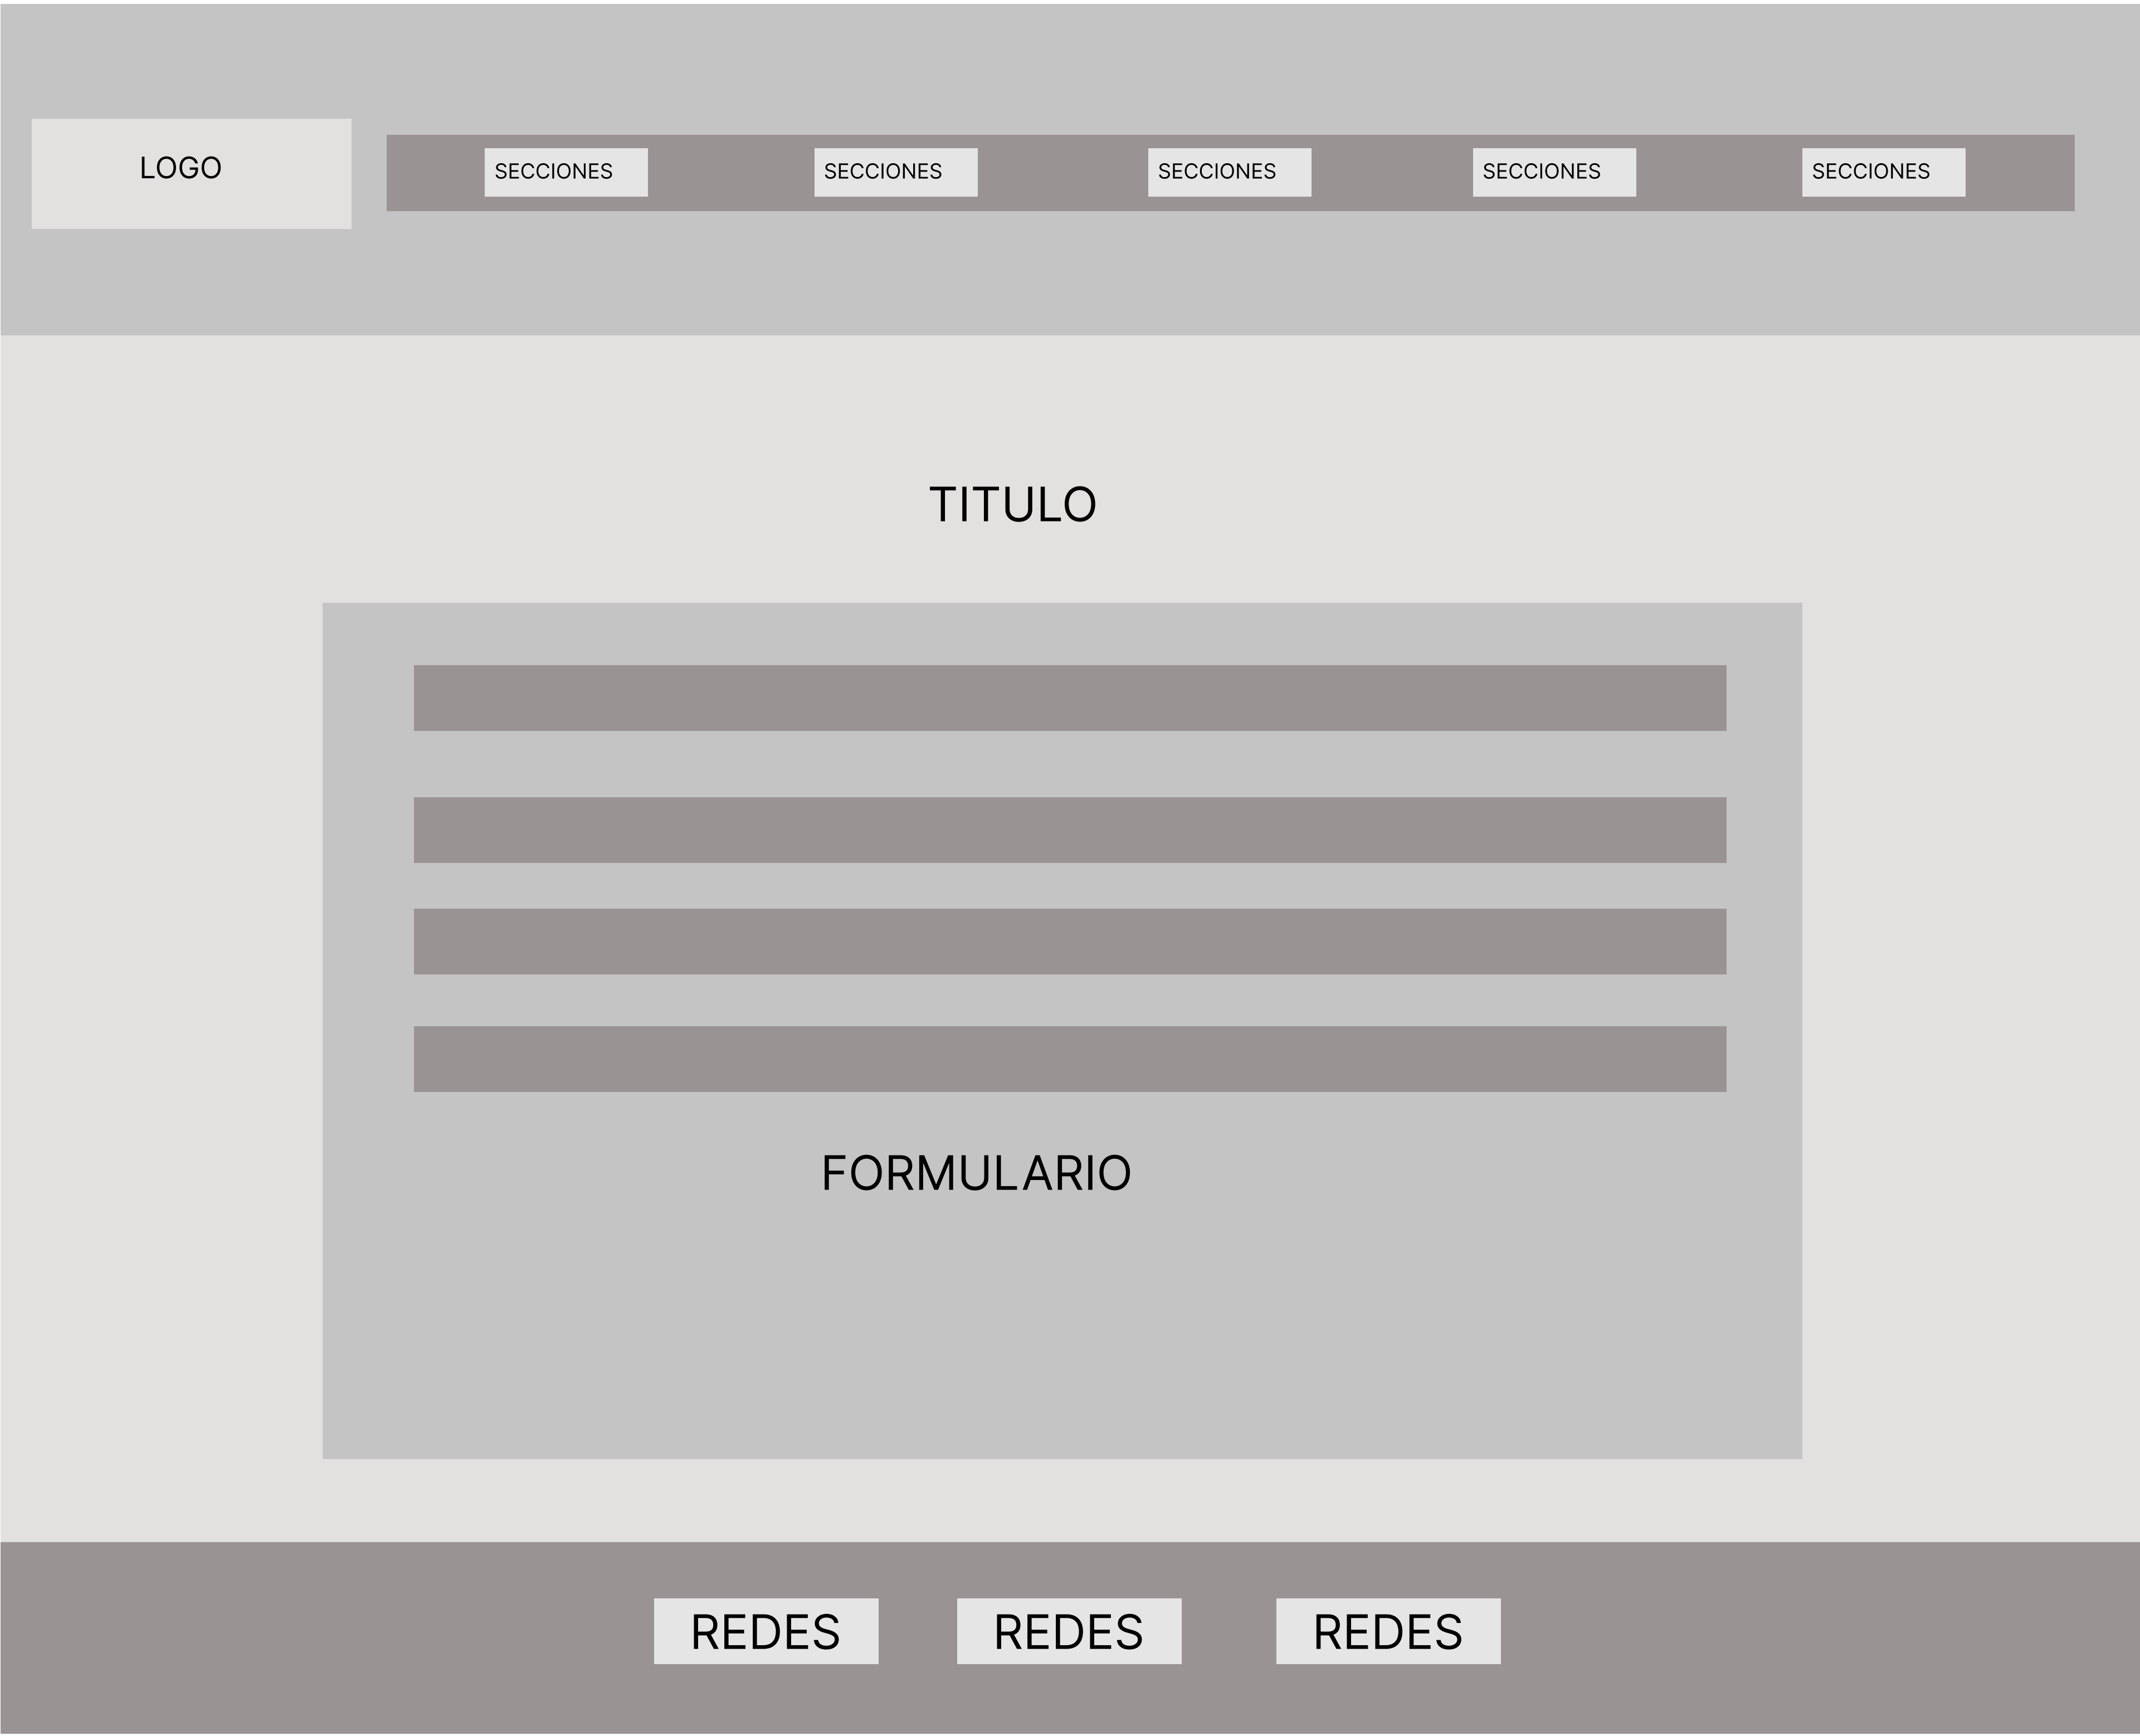 LOGO
SECCIONES
SECCIONES
SECCIONES
SECCIONES
SECCIONES
TITULO
FORMULARIO
REDES
REDES
REDES